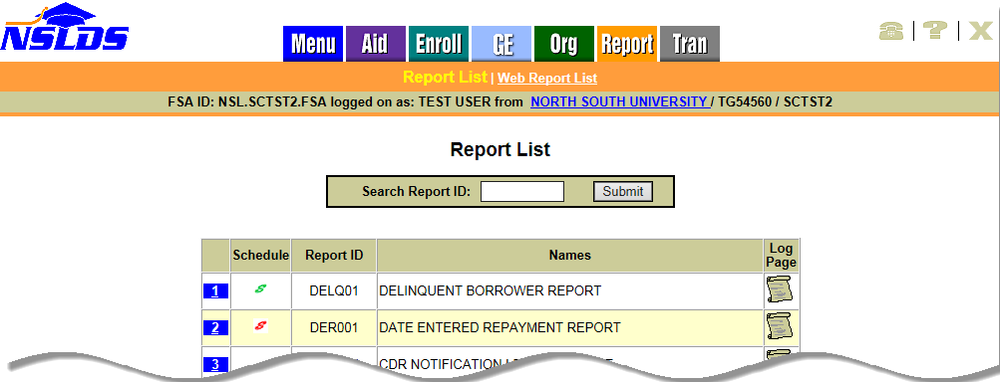 NSLDS
Menu Aid Enroll GE Org Report Tran
Report List | Web Report List
FSA ID: NSL.SCTST2.FSA logged on as: TEST USER from NORTH SOUTH UNIVERSITY / TG54560 / SCTST2
Report List
Search Report ID: Submit
Schedule Report ID Names Log Page
1 S DELQ01 DELINQUENT BORROWER REPORT
2 S DER001 DATE ENTERED REPAYMENT REPORT
3 CDR NOTIFICATION